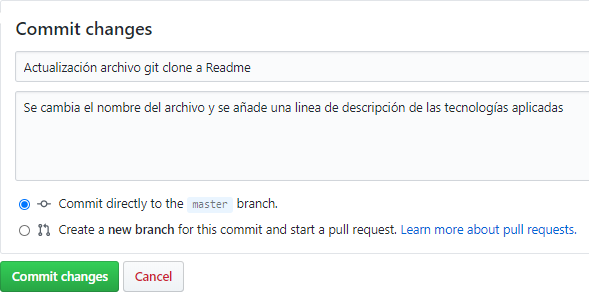 Commit changes
Actualización archivo git clone a Readme
Se cambia el nombre del archivo y se añade una linea de descripción de las tecnologías aplicadas
Commit directly to the master branch.
Create a new branch for this commit and start a pull request. Learn more about pull requests.
Commit changes Cancel